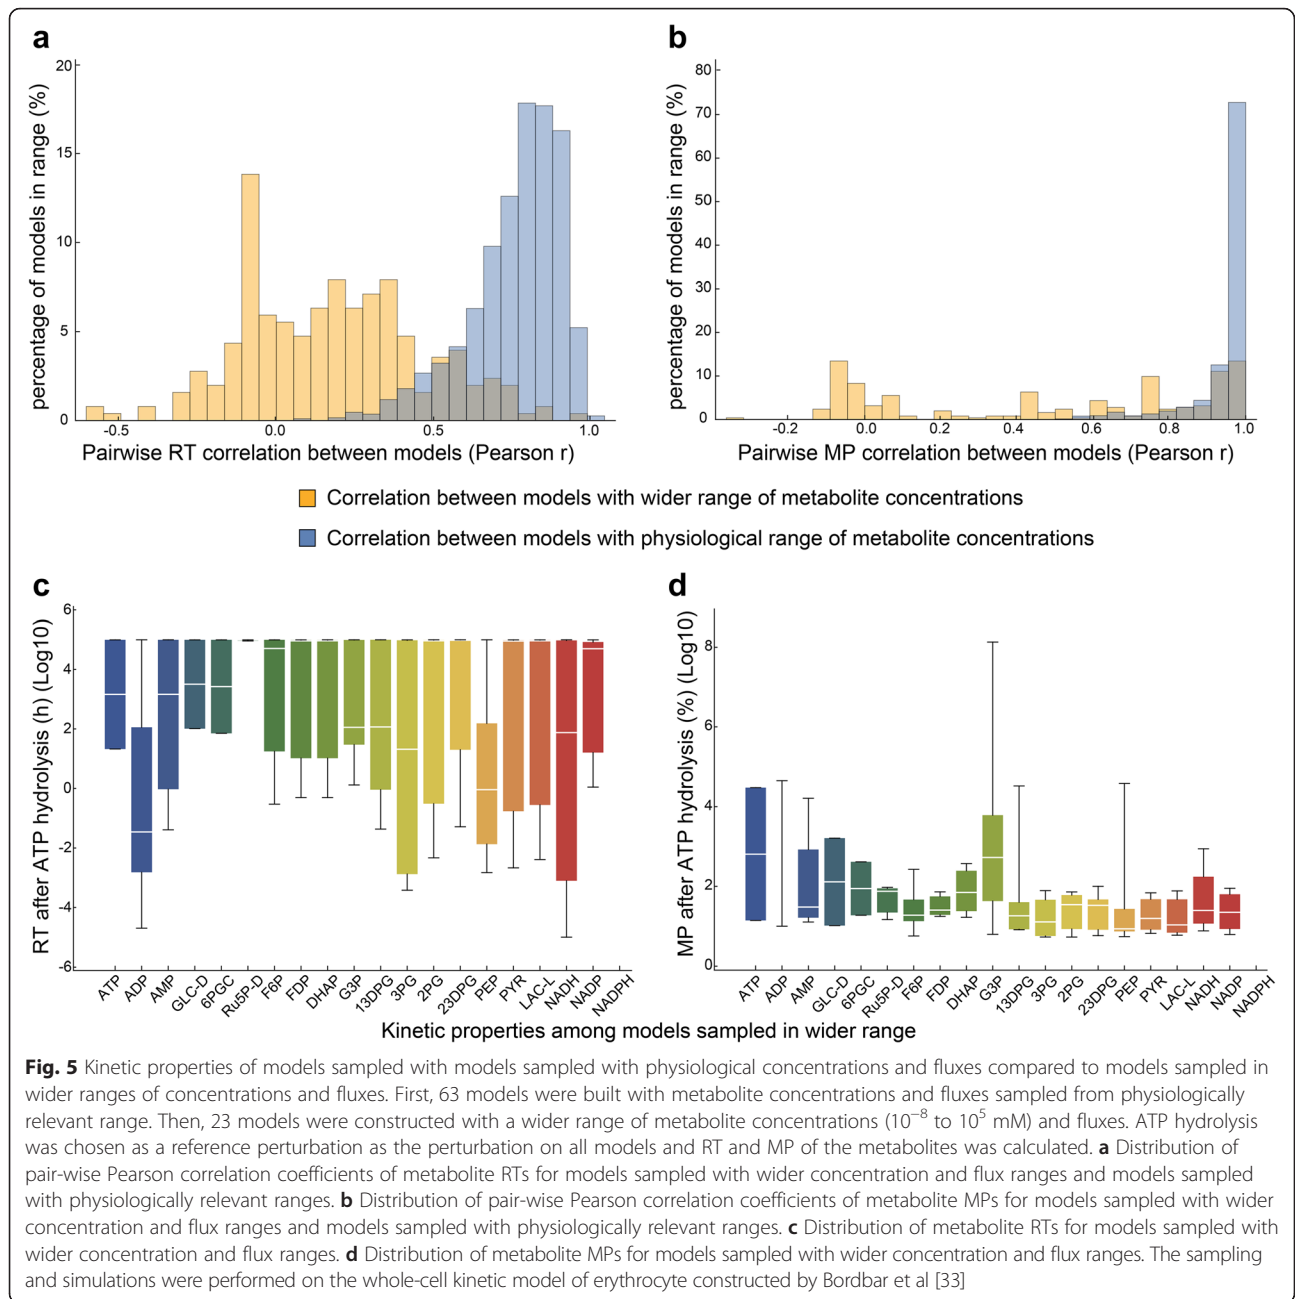 a
percentage of models in range (%)
20
15
10
5
0
-0.5
0.0
0.5
1.0
Pairwise RT correlation between models (Pearson r)
b
percentage of models in range (%)
80
70
60
50
40
30
20
10
0
-0.2
0.0
0.2
0.4
0.6
0.8
1.0
Pairwise MP correlation between models (Pearson r)
Correlation between models with wider range of metabolite concentrations
Correlation between models with physiological range of metabolite concentrations
c
RT after ATP hydrolysis (h) (Log10)
6
4
2
0
-2
-4
-6
ATP
ADP
AMP
GLC-D
6PGC
Ru5P-D
F6P
FDP
DHAP
G3P
13DPG
3PG
2PG
23DPG
PEP
PYR
LAC-L
NADH
NADP
NADPH
d
MP after ATP hydrolysis (%) (Log10)
8
6
4
2
0
ATP
ADP
AMP
GLC-D
6PGC
Ru5P-D
F6P
FDP
DHAP
G3P
13DPG
3PG
2PG
23DPG
PEP
PYR
LAC-L
NADH
NADP
NADPH
Kinetic properties among models sampled in wider range
Fig. 5 Kinetic properties of models sampled with models sampled with physiological concentrations and fluxes compared to models sampled in
wider ranges of concentrations and fluxes. First, 63 models were built with metabolite concentrations and fluxes sampled from physiologically
relevant range. Then, 23 models were constructed with a wider range of metabolite concentrations (10⁻⁸ to 10⁵ mM) and fluxes. ATP hydrolysis
was chosen as a reference perturbation as the perturbation on all models and RT and MP of the metabolites was calculated. a Distribution of
pair-wise Pearson correlation coefficients of metabolite RTs for models sampled with wider concentration and flux ranges and models sampled
with physiologically relevant ranges. b Distribution of pair-wise Pearson correlation coefficients of metabolite MPs for models sampled with wider
concentration and flux ranges and models sampled with physiologically relevant ranges. c Distribution of metabolite RTs for models sampled with
wider concentration and flux ranges. d Distribution of metabolite MPs for models sampled with wider concentration and flux ranges. The sampling
and simulations were performed on the whole-cell kinetic model of erythrocyte constructed by Bordbar et al [33]